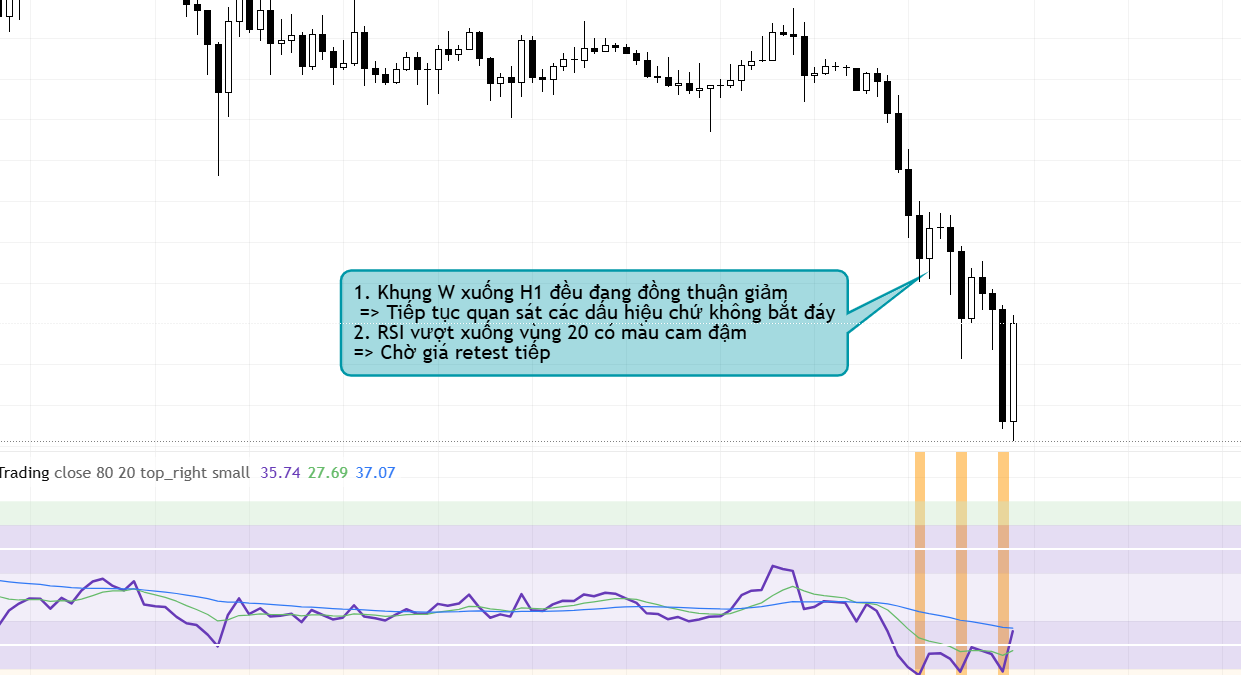 1. Khung W xuống H1 đều đang đồng thuận giảm
=> Tiếp tục quan sát các dấu hiệu chứ không bắt đáy
2. RSI vượt xuống vùng 20 có màu cam đậm
=> Chờ giá retest tiếp
Trading close 80 20 top_right small 35.74 27.69 37.07